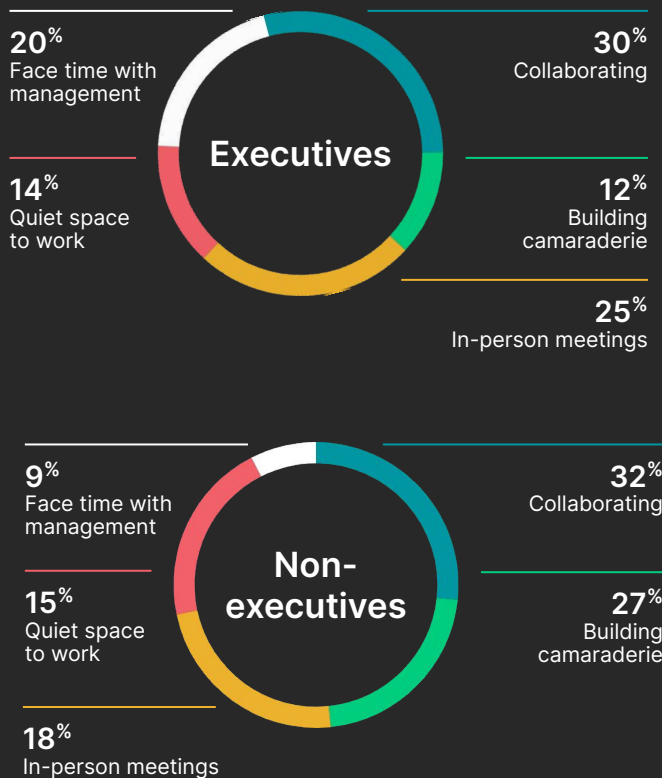 20%
Face time with
management
30%
Collaborating
Executives
14%
Quiet space
to work
12%
Building
camaraderie
25%
In-person meetings
9%
Face time with
management
32%
Collaborating
Non-
executives
15%
Quiet space
to work
27%
Building
camaraderie
18%
In-person meetings